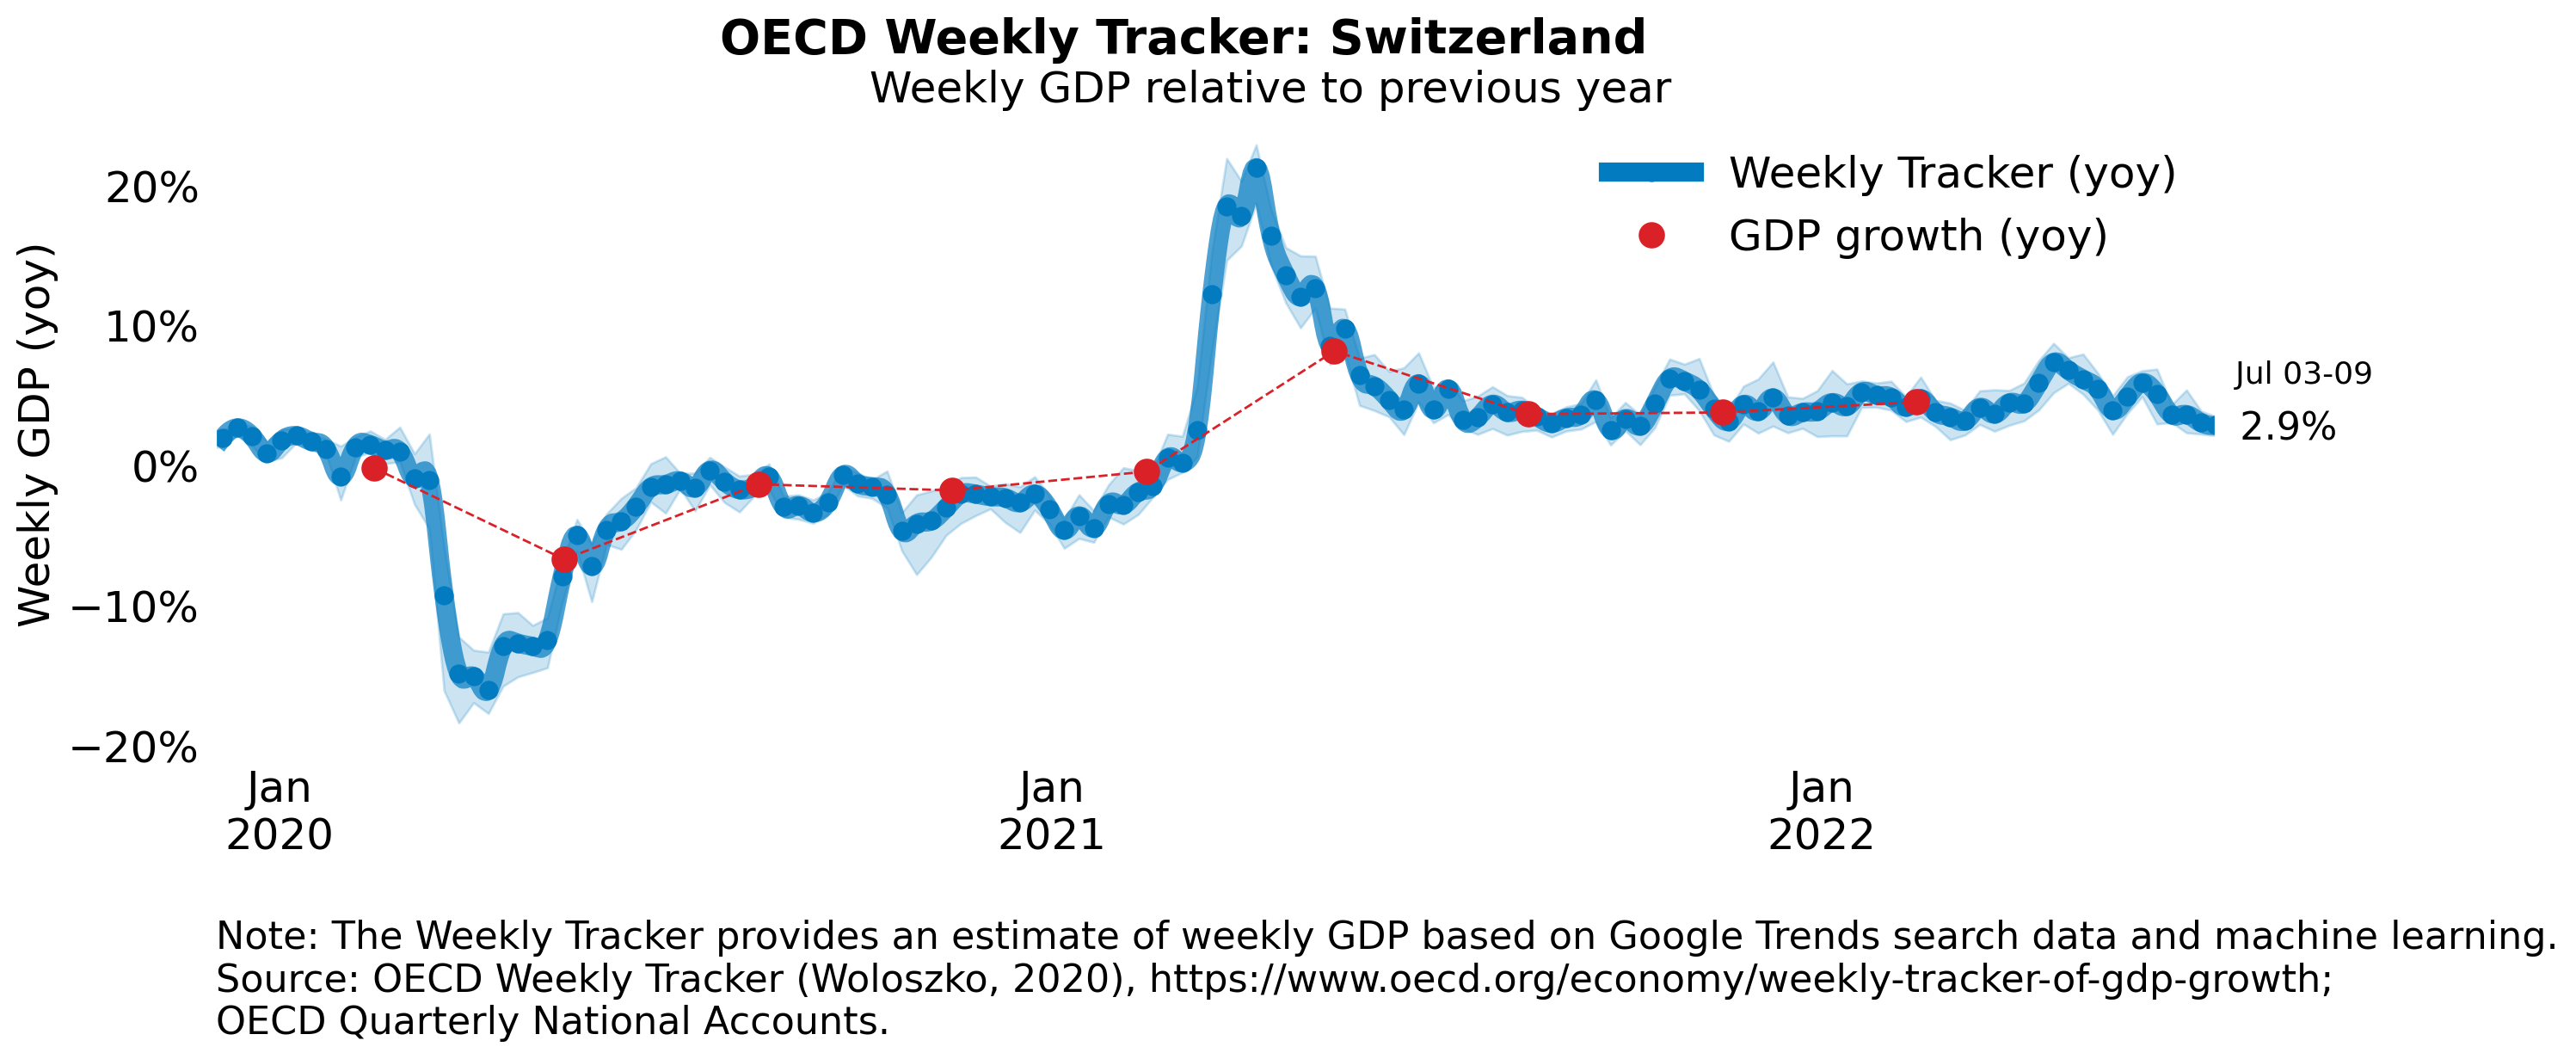 OECD Weekly Tracker: Switzerland
Weekly GDP relative to previous year
Weekly Tracker (yoy)
GDP growth (yoy)
Weekly GDP (yoy)
20%
10%
0%
−10%
−20%
Jul 03-09
2.9%
Jan
2020
Jan
2021
Jan
2022
Note: The Weekly Tracker provides an estimate of weekly GDP based on Google Trends search data and machine learning.
Source: OECD Weekly Tracker (Woloszko, 2020), https://www.oecd.org/economy/weekly-tracker-of-gdp-growth;
OECD Quarterly National Accounts.